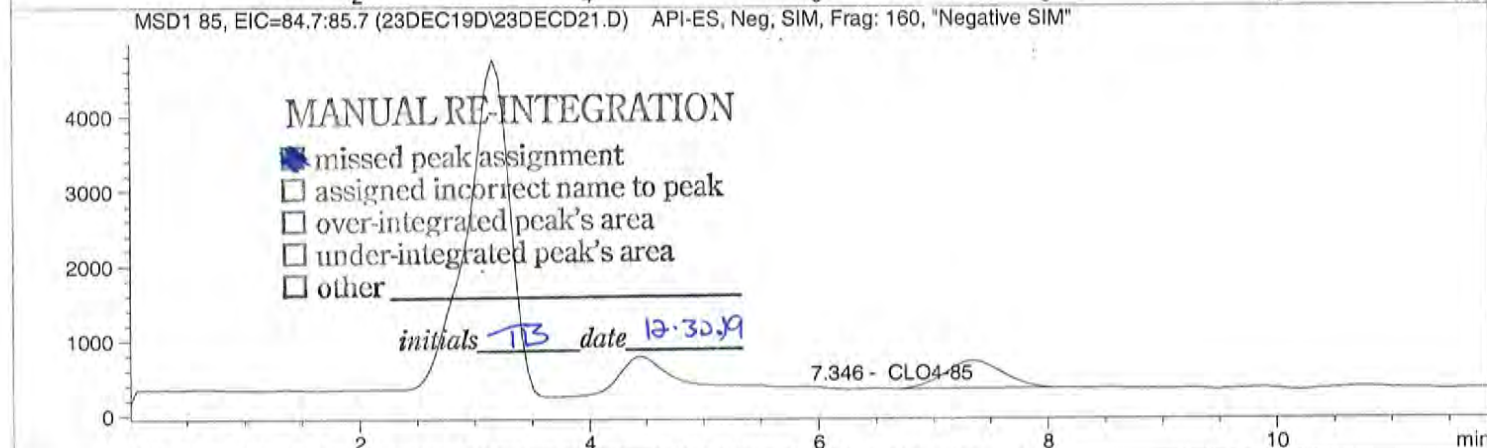 MSD1 85, EIC=84.7:85.7 (23DEC19D\23DECD21.D) API-ES, Neg, SIM, Frag: 160, "Negative SIM"
MANUAL RE-INTEGRATION
missed peak assignment
assigned incorrect name to peak
over-integrated peak's area
under-integrated peak's area
other
initials TB date 12.30.19
4000
3000
2000
1000
0
7.346 - CLO4-85
2 4 6 8 10 min